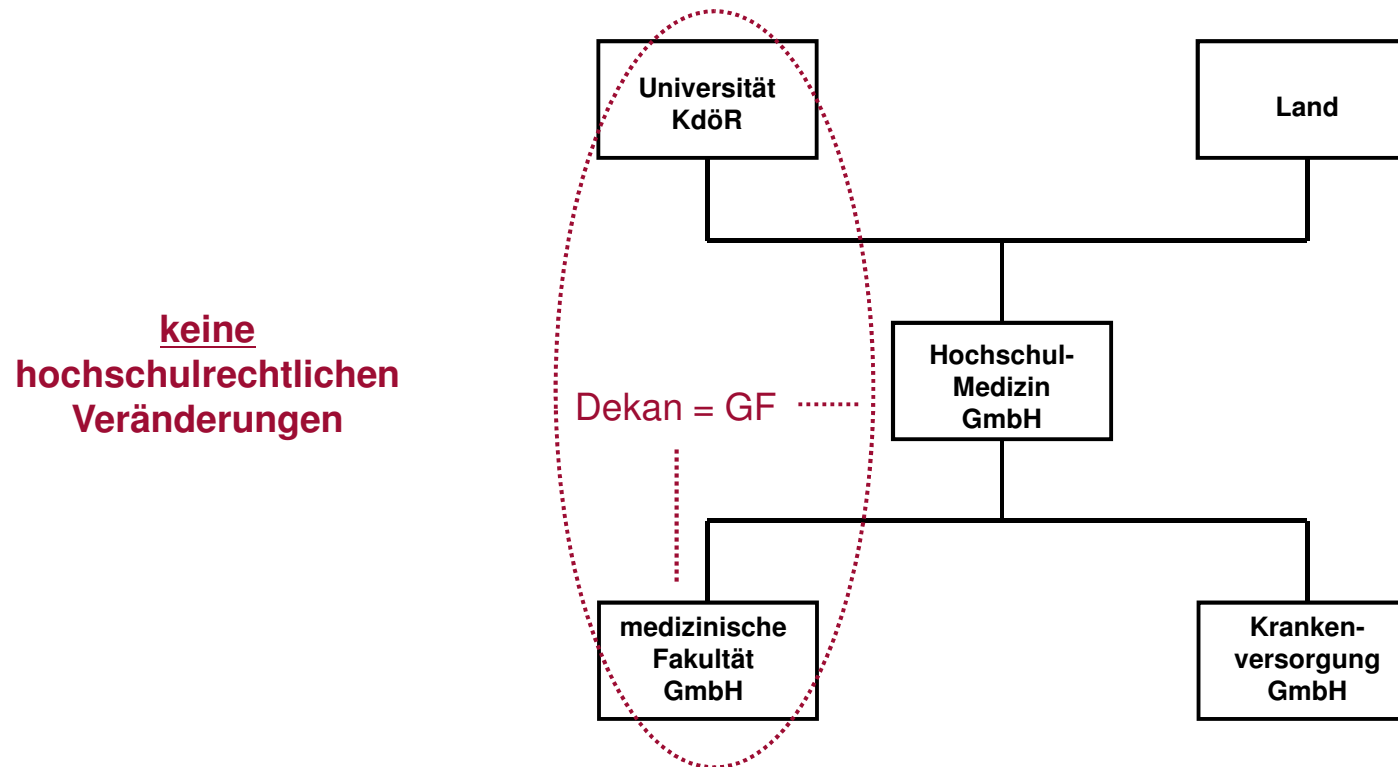 Universität
KdöR
Land
keine
hochschulrechtlichen
Veränderungen
Dekan = GF
Hochschul-
Medizin
GmbH
medizinische
Fakultät
GmbH
Kranken-
versorgung
GmbH